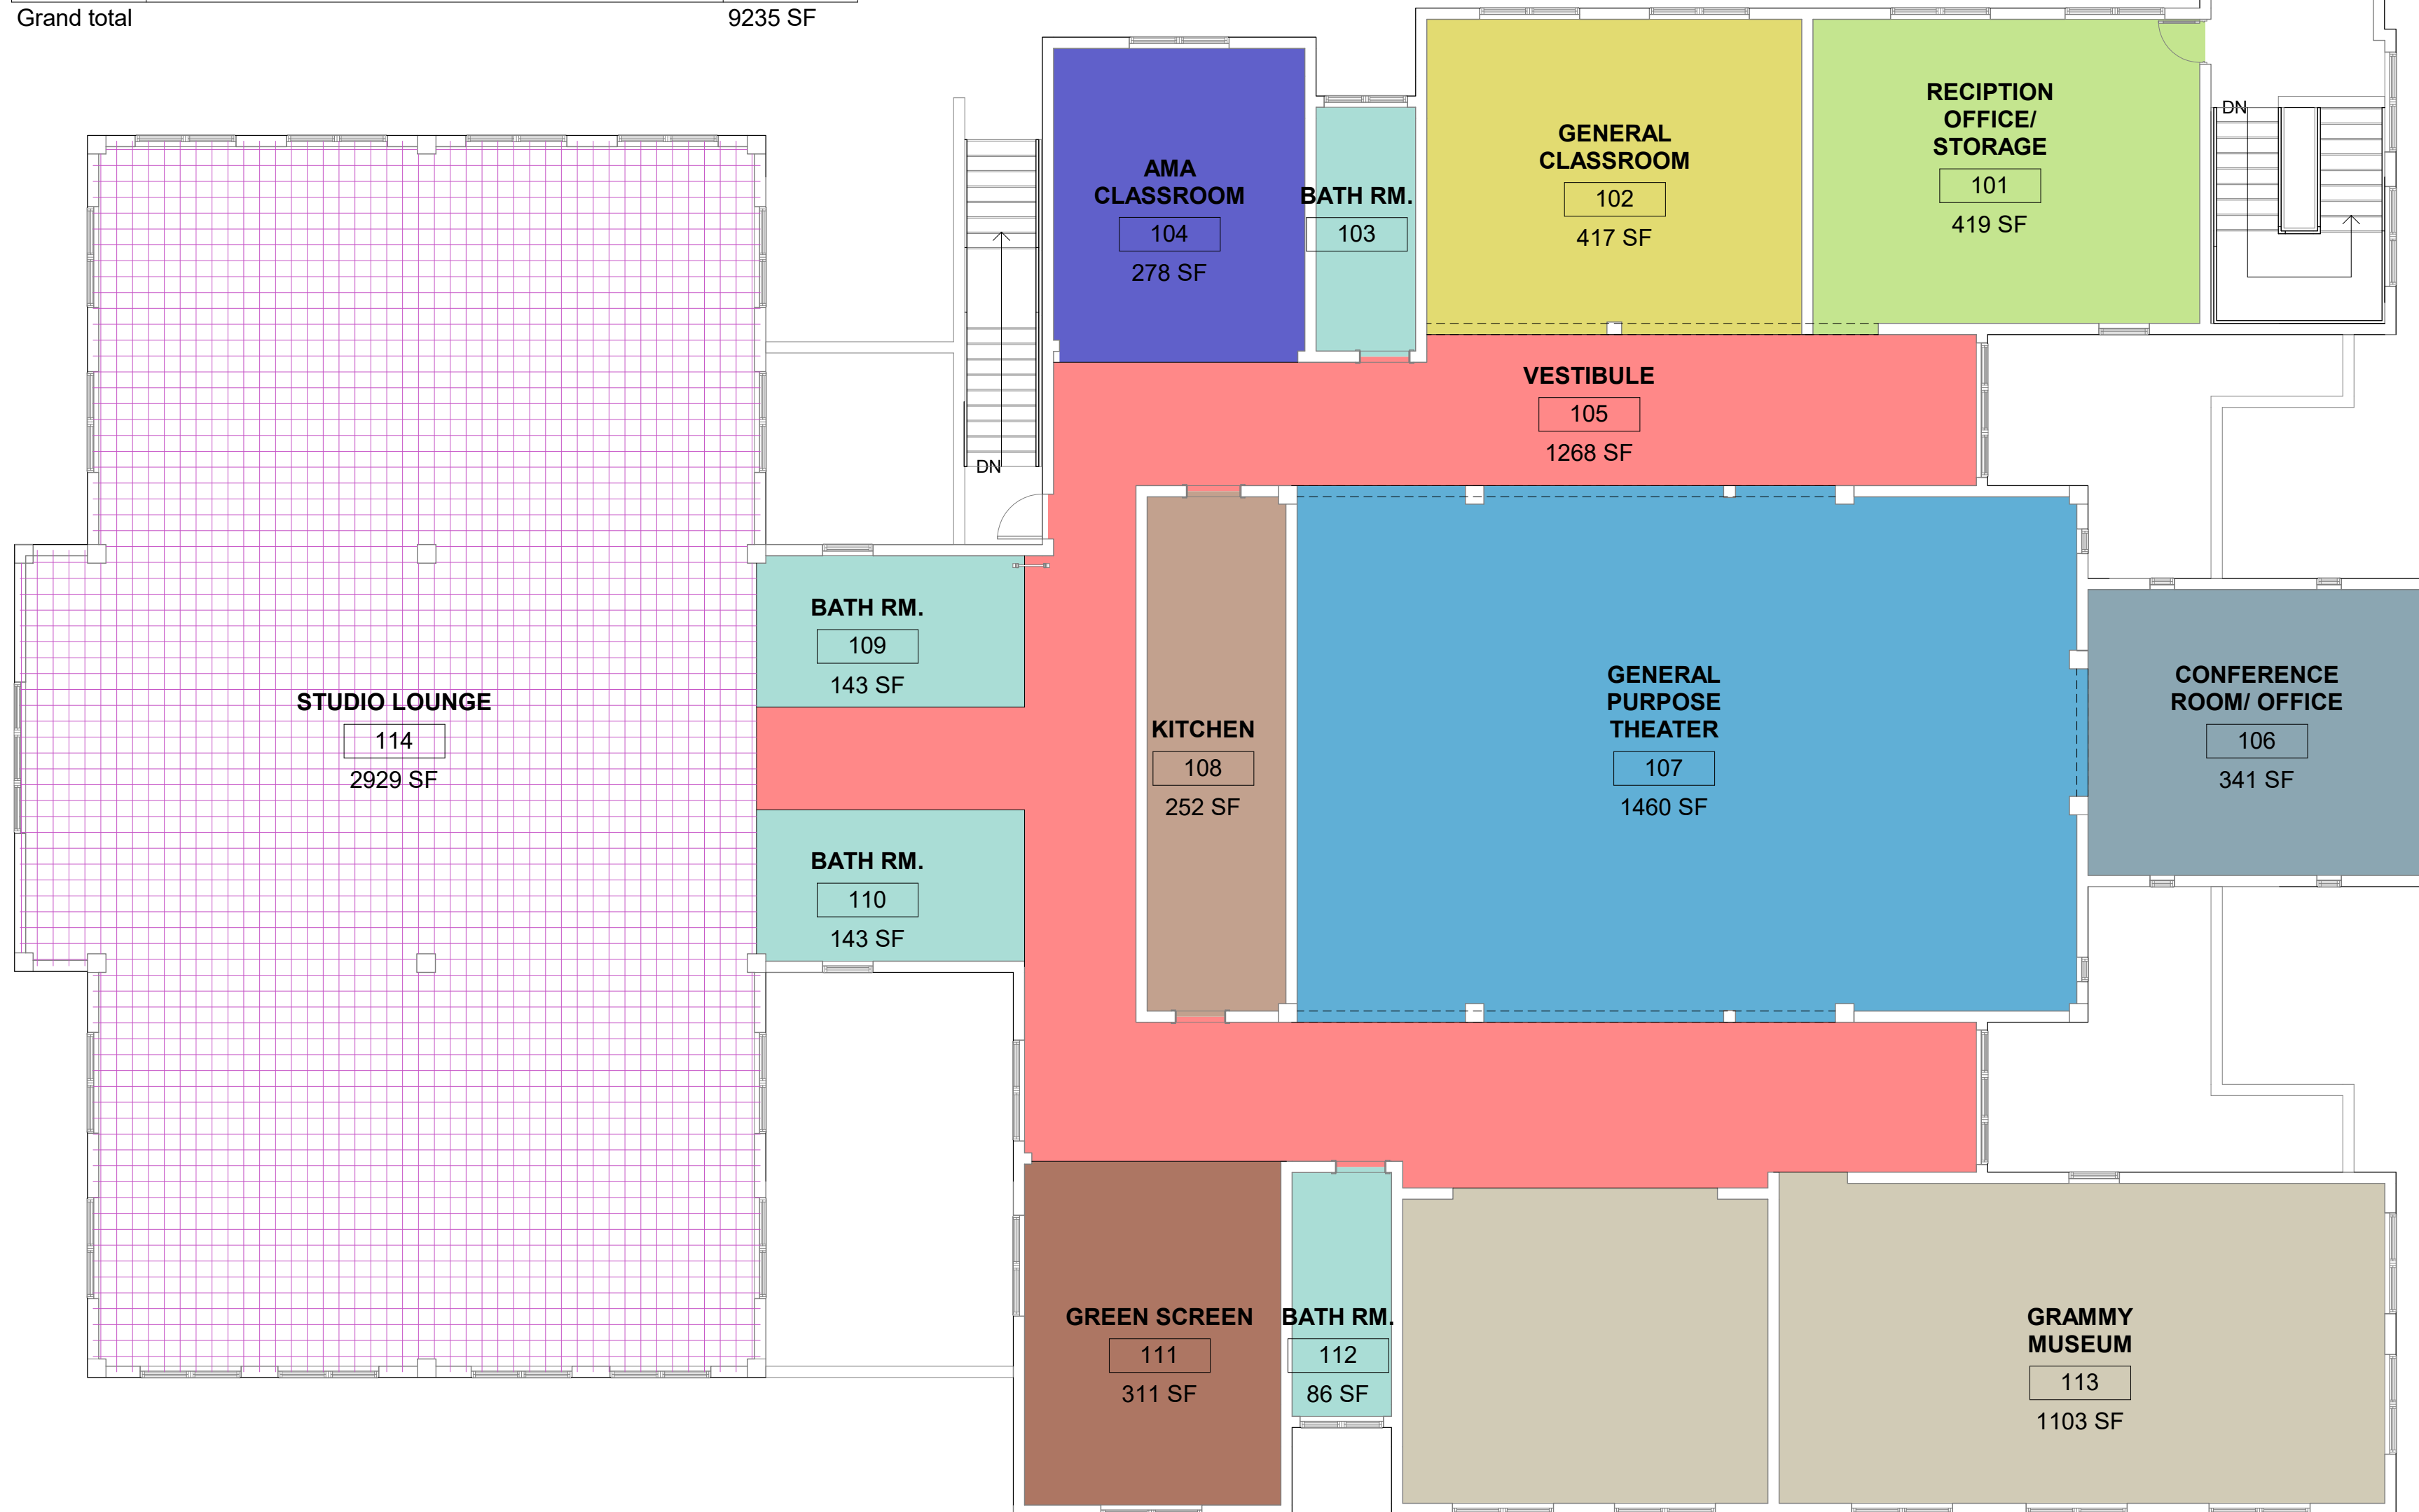 Grand total 9235 SF
RECIPTION
OFFICE/
STORAGE
101
419 SF
DN
GENERAL
CLASSROOM
102
417 SF
AMA
CLASSROOM
104
278 SF
BATH RM.
103
VESTIBULE
105
1268 SF
DN
BATH RM.
109
143 SF
STUDIO LOUNGE
114
2929 SF
KITCHEN
108
252 SF
GENERAL
PURPOSE
THEATER
107
1460 SF
CONFERENCE
ROOM/ OFFICE
106
341 SF
BATH RM.
110
143 SF
GREEN SCREEN
111
311 SF
BATH RM.
112
86 SF
GRAMMY
MUSEUM
113
1103 SF